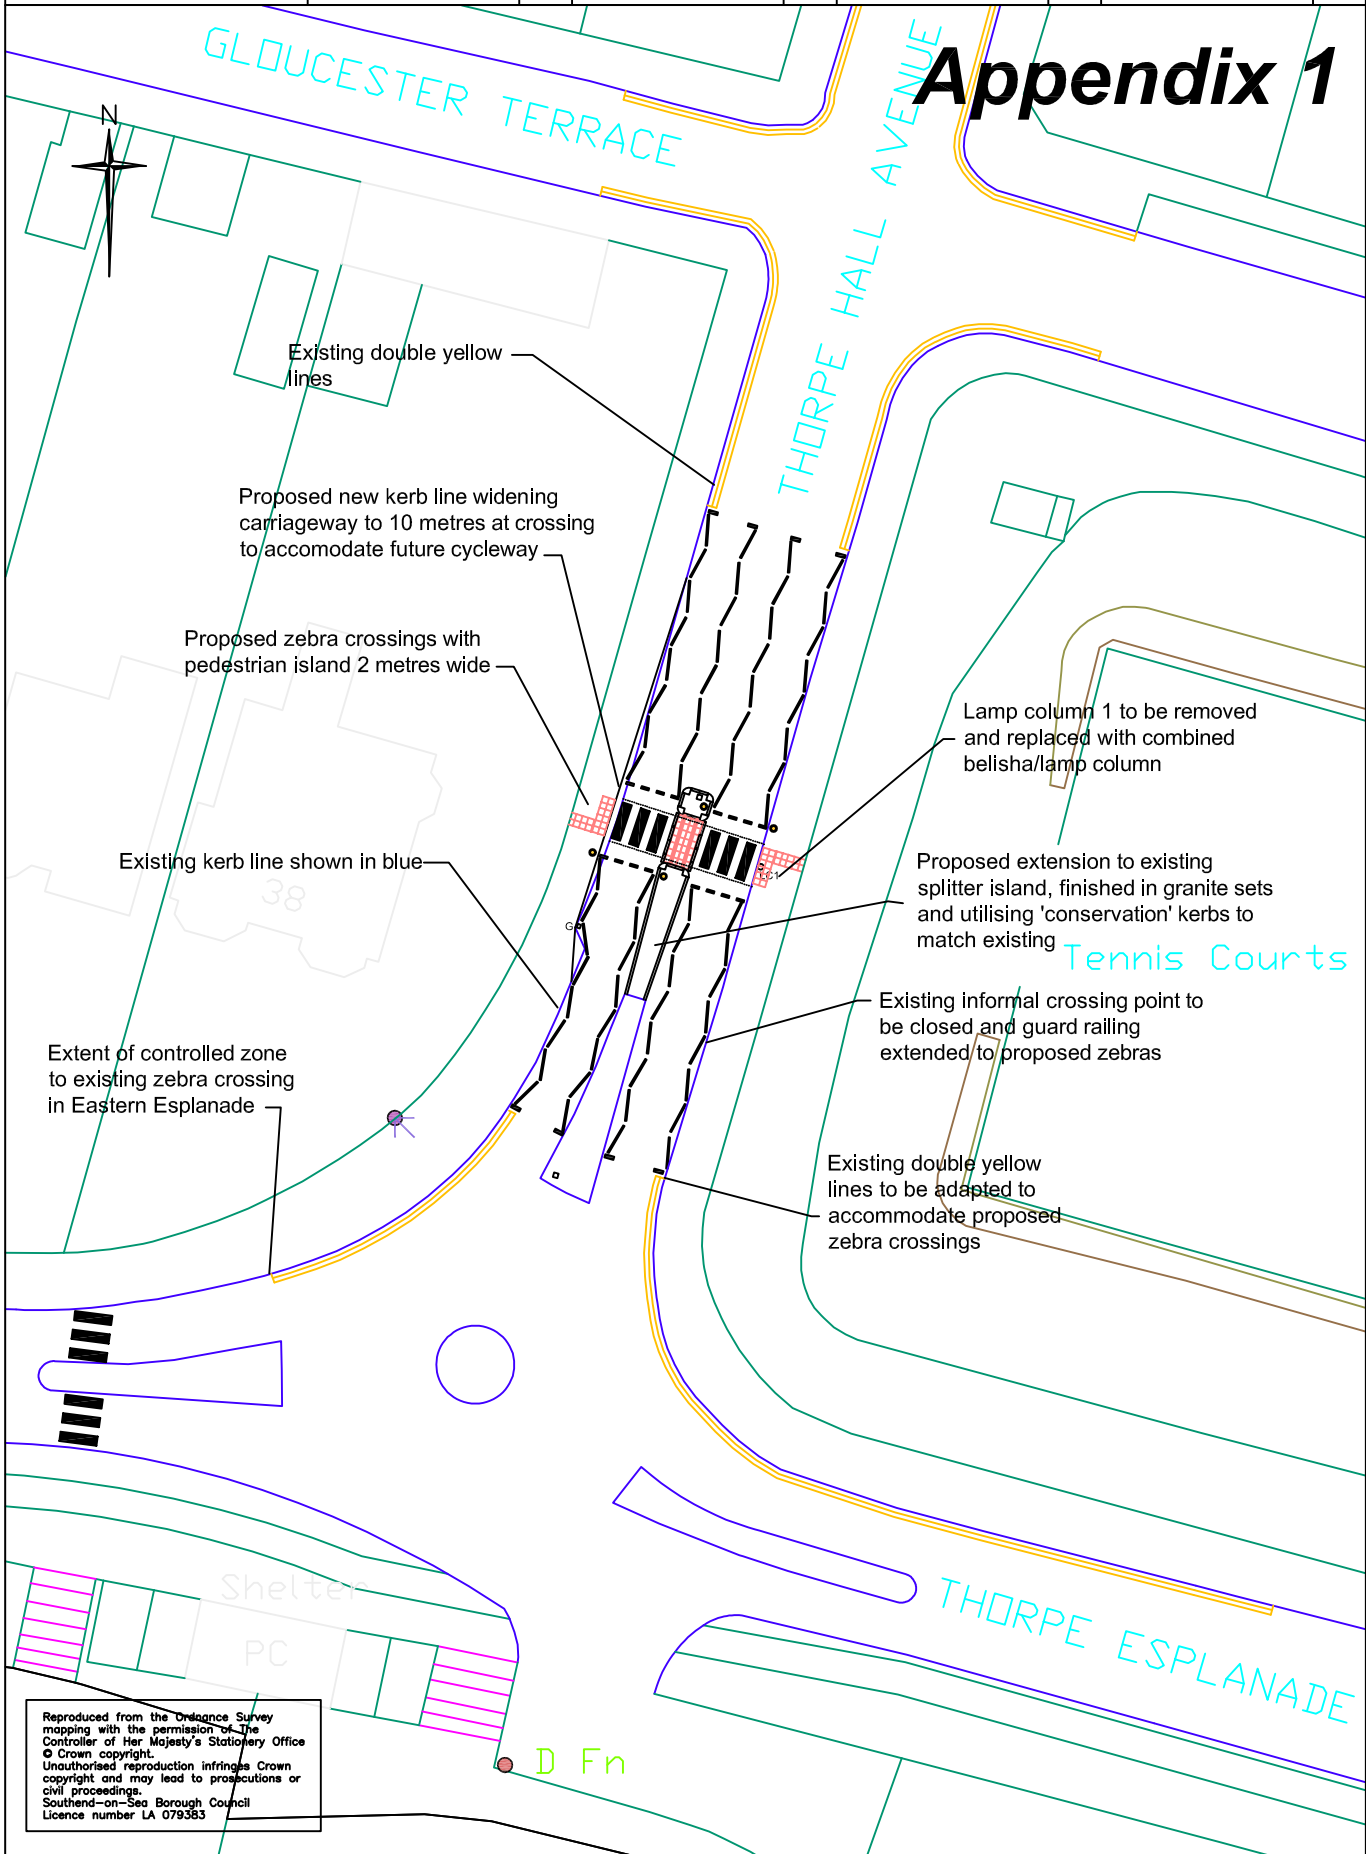 Appendix 1
GLOUCESTER TERRACE
THORPE HALL AVENUE
N
Existing double yellow
lines
Proposed new kerb line widening
carriageway to 10 metres at crossing
to accomodate future cycleway
Proposed zebra crossings with
pedestrian island 2 metres wide
Lamp column 1 to be removed
and replaced with combined
belisha/lamp column
Existing kerb line shown in blue
38
LC1
Proposed extension to existing
splitter island, finished in granite sets
and utilising 'conservation' kerbs to
match existing
G
Tennis Courts
Existing informal crossing point to
be closed and guard railing
extended to proposed zebras
Extent of controlled zone
to existing zebra crossing
in Eastern Esplanade
Existing double yellow
lines to be adapted to
accommodate proposed
zebra crossings
Shelter
PC
THORPE ESPLANADE
D Fn
Reproduced from the Ordnance Survey
mapping with the permission of The
Controller of Her Majesty's Stationery Office
© Crown copyright.
Unauthorised reproduction infringes Crown
copyright and may lead to prosecutions or
civil proceedings.
Southend-on-Sea Borough Council
Licence number LA 079383